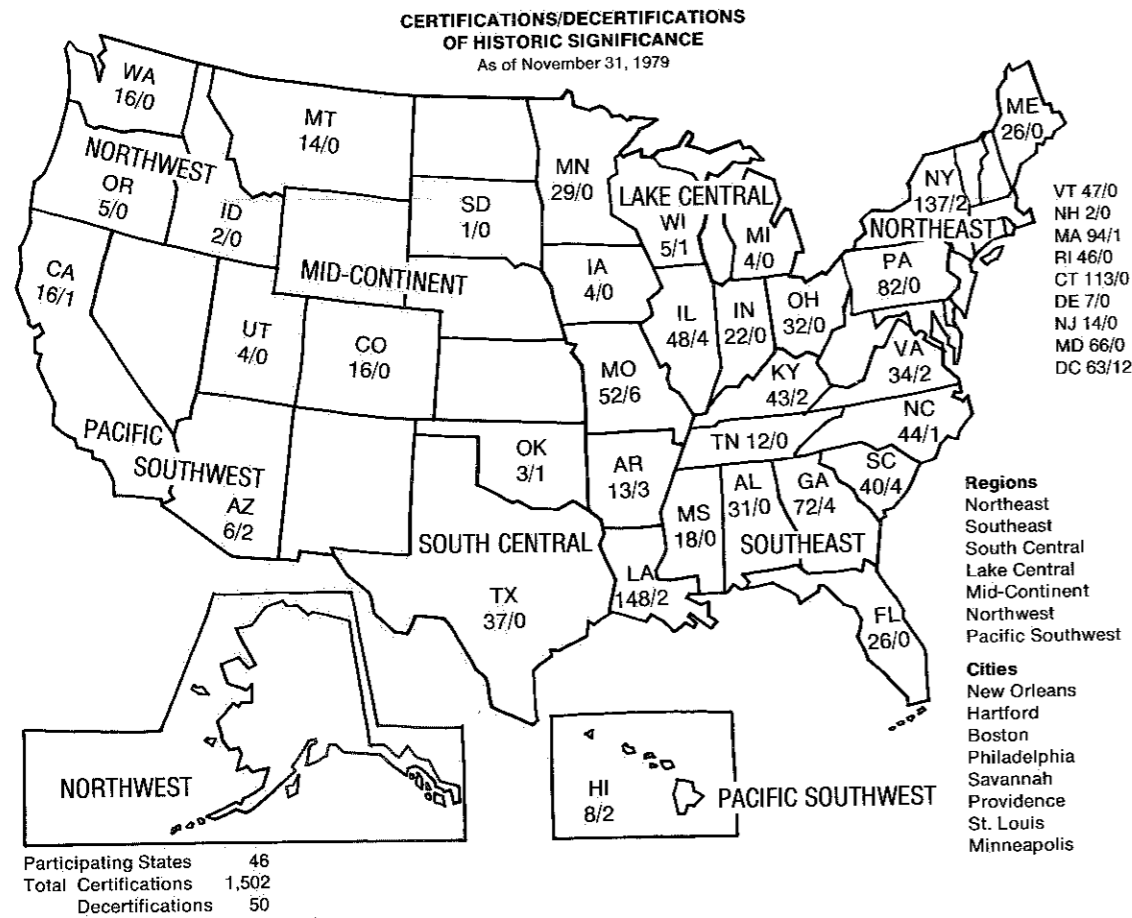 CERTIFICATIONS/DECERTIFICATIONS
OF HISTORIC SIGNIFICANCE
As of November 31, 1979
WA
16/0
MT
14/0
ME
26/0
NORTHWEST
OR
5/0
ID
2/0
SD
1/0
MN
29/0
LAKE CENTRAL
WI
5/1
MI
4/0
NY
137/2
NORTHEAST
VT 47/0
NH 2/0
MA 94/1
RI 46/0
CT 113/0
DE 7/0
NJ 14/0
MD 66/0
DC 63/12
CA
16/1
MID-CONTINENT
IA
4/0
PA
82/0
UT
4/0
CO
16/0
IL
48/4
IN
22/0
OH
32/0
MO
52/6
KY
43/2
VA
34/2
PACIFIC
SOUTHWEST
AZ
6/2
OK
3/1
AR
13/3
TN 12/0
NC
44/1
SC
40/4
MS
18/0
AL
31/0
GA
72/4
SOUTH CENTRAL
SOUTHEAST
TX
37/0
LA
148/2
FL
26/0
Regions
Northeast
Southeast
South Central
Lake Central
Mid-Continent
Northwest
Pacific Southwest
Cities
New Orleans
Hartford
Boston
Philadelphia
Savannah
Providence
St. Louis
Minneapolis
NORTHWEST
HI
8/2
PACIFIC SOUTHWEST
Participating States 46
Total Certifications 1,502
Decertifications 50